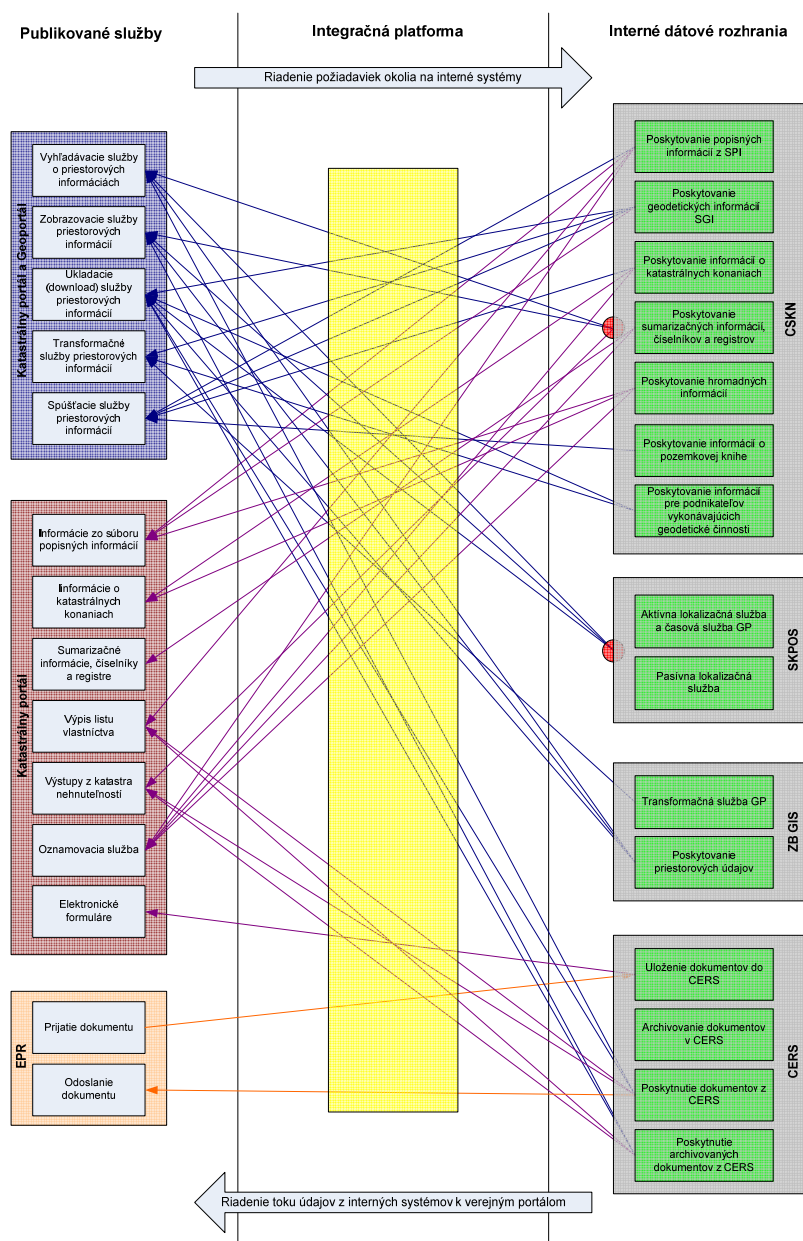 Publikované služby
Integračná platforma
Interné dátové rozhrania
Riadenie požiadaviek okolia na interné systémy
Katastrálny portál a Geoportál
Vyhľadávacie služby
o priestorových
informáciách
Zobrazovacie služby
priestorových
informácií
Ukladacie
(download) služby
priestorových
informácií
Transformačné
služby priestorových
informácií
Spúšťacie služby
priestorových
informácií
Katastrálny portál
Informácie zo súboru
popisných informácií
Iinformácie o
katastrálnych
konaniach
Sumarizačné
informácie, číselníky
a registre
Výpis listu
vlastníctva
Výstupy z katastra
nehnuteľností
Oznamovacia služba
Elektronické
formuláre
EPR
Prijatie dokumentu
Odoslanie
dokumentu
CSKN
Poskytovanie popisných
informácií z SPI
Poskytovanie
geodetických informácií
SGI
Poskytovanie informácií o
katastrálnych konaniach
Poskytovanie
sumarizačných informácií,
číselníkov a registrov
Poskytovanie hromadných
informácií
Poskytovanie informácií o
pozemkovej knihe
Poskytovanie informácií
pre podnikateľov
vykonávajúcich
geodetické činnosti
SKPOS
Aktívna lokalizačná služba
a časová služba GP
Pasívna lokalizačná
služba
ZB GIS
Transformačná služba GP
Poskytovanie
priestorových údajov
CERS
Uloženie dokumentov do
CERS
Archivovanie dokumentov
v CERS
Poskytnutie dokumentov z
CERS
Poskytnutie
archivovaných
dokumentov z CERS
Riadenie toku údajov z interných systémov k verejným portálom